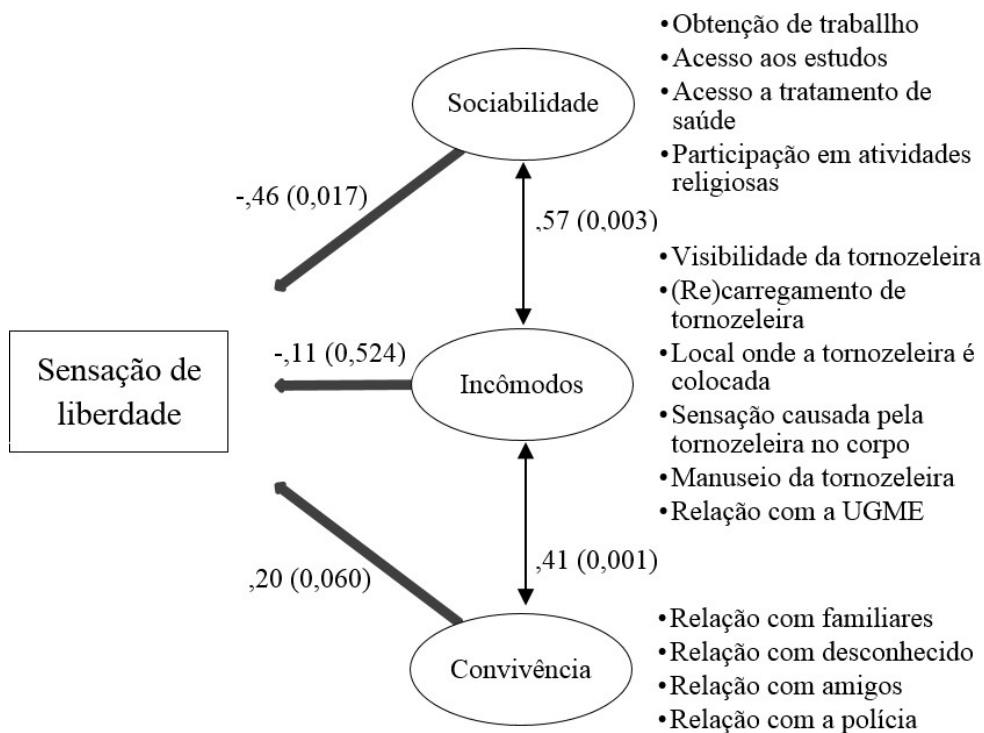 • Obtenção de traballho
• Acesso aos estudos
• Acesso a tratamento de
saúde
• Participação em atividades
religiosas
Sociabilidade
-,46 (0,017)
,57 (0,003)
• Visibilidade da tornozeleira
• (Re)carregamento de
tornozeleira
• Local onde a tornozeleira é
colocada
• Sensação causada pela
tornozeleira no corpo
• Manuseio da tornozeleira
• Relação com a UGME
Sensação de
liberdade
-,11 (0,524)
Incômodos
,20 (0,060)
,41 (0,001)
Convivência
• Relação com familiares
• Relação com desconhecido
• Relação com amigos
• Relação com a polícia